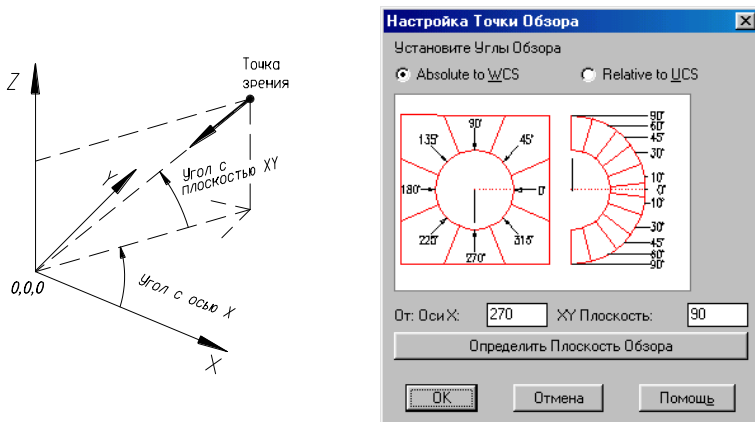 Z
Точка
зрения
Y
Угол с
плоскостью XY
0,0,0
Угол с осью X
X
Настройка Точки Обзора
Установите Углы Обзора
Absolute to WCS
Relative to UCS
90°
135°
45°
180°
0°
225°
315°
270°
90°
60°
45°
30°
10°
0°
10°
30°
45°
60°
90°
От: Оси X:
270
XY Плоскость:
90
Определить Плоскость Обзора
OK
Отмена
Помощь